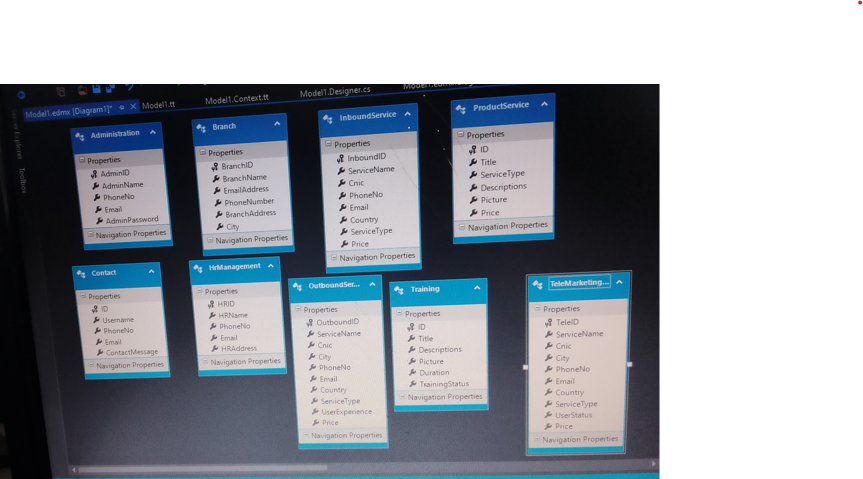 Model1.edmx [Diagram1]*
Model1.tt
Model1.Context.tt
Model1.Designer.cs
Toolbox
Administration
Properties
AdminID
AdminName
PhoneNo
Email
AdminPassword
Navigation Properties
Branch
Properties
BranchID
BranchName
EmailAddress
PhoneNumber
BranchAddress
City
Navigation Properties
InboundService
Properties
InboundID
ServiceName
Cnic
PhoneNo
Email
Country
ServiceType
Price
Navigation Properties
ProductService
Properties
ID
Title
ServiceType
Descriptions
Picture
Price
Navigation Properties
Contact
Properties
ID
Username
PhoneNo
Email
ContactMessage
Navigation Properties
HrManagement
Properties
HRID
HRName
PhoneNo
Email
HRAddress
Navigation Properties
OutboundSer...
Properties
OutboundID
ServiceName
Cnic
City
PhoneNo
Email
Country
ServiceType
UserExperience
Price
Navigation Properties
Training
Properties
ID
Title
Descriptions
Picture
Duration
TrainingStatus
Navigation Properties
TeleMarketing...
Properties
TeleID
ServiceName
Cnic
City
PhoneNo
Email
Country
ServiceType
UserStatus
Price
Navigation Properties